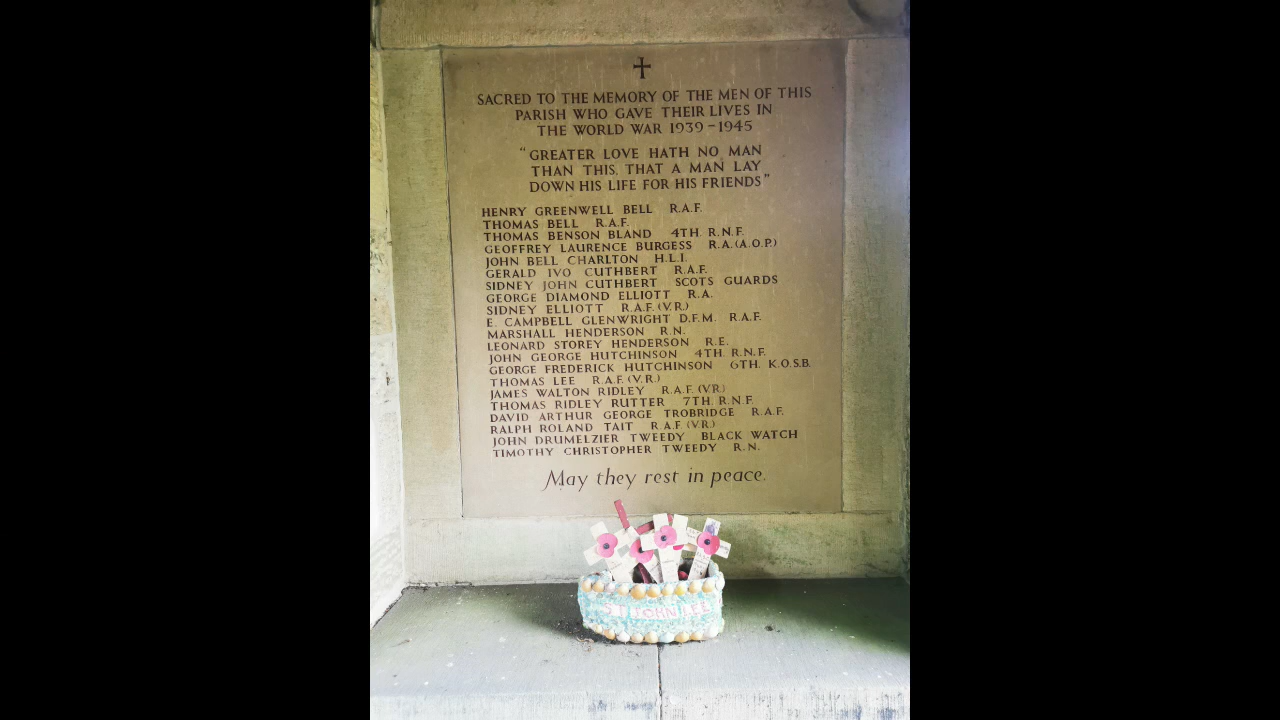 SACRED TO THE MEMORY OF THE MEN OF THIS
PARISH WHO GAVE THEIR LIVES IN
THE WORLD WAR 1939-1945
"GREATER LOVE HATH NO MAN
THAN THIS, THAT A MAN LAY
DOWN HIS LIFE FOR HIS FRIENDS"
HENRY GREENWELL BELL R.A.F.
THOMAS BELL R.A.F.
THOMAS BENSON BLAND 4TH. R.N.F.
GEOFFREY LAURENCE BURGESS R.A.(A.O.P.)
JOHN BELL CHARLTON H.L.I.
GERALD IVO CUTHBERT R.A.F.
SIDNEY JOHN CUTHBERT SCOTS GUARDS
GEORGE DIAMOND ELLIOTT R.A.
SIDNEY ELLIOTT R.A.F.(V.R.)
E. CAMPBELL GLENWRIGHT D.F.M. R.A.F.
MARSHALL HENDERSON R.N.
LEONARD STOREY HENDERSON R.E.
JOHN GEORGE HUTCHINSON 4TH. R.N.F.
GEORGE FREDERICK HUTCHINSON 6TH. K.O.S.B.
THOMAS LEE R.A.F.(V.R.)
JAMES WALTON RIDLEY R.A.F.(V.R.)
THOMAS RIDLEY RUTTER 7TH. R.N.F.
DAVID ARTHUR GEORGE TROBRIDGE R.A.F.
RALPH ROLAND TAIT R.A.F.(V.R.)
JOHN DRUMELZIER TWEEDY BLACK WATCH
TIMOTHY CHRISTOPHER TWEEDY R.N.
May they rest in peace.
ST JOHN LEE